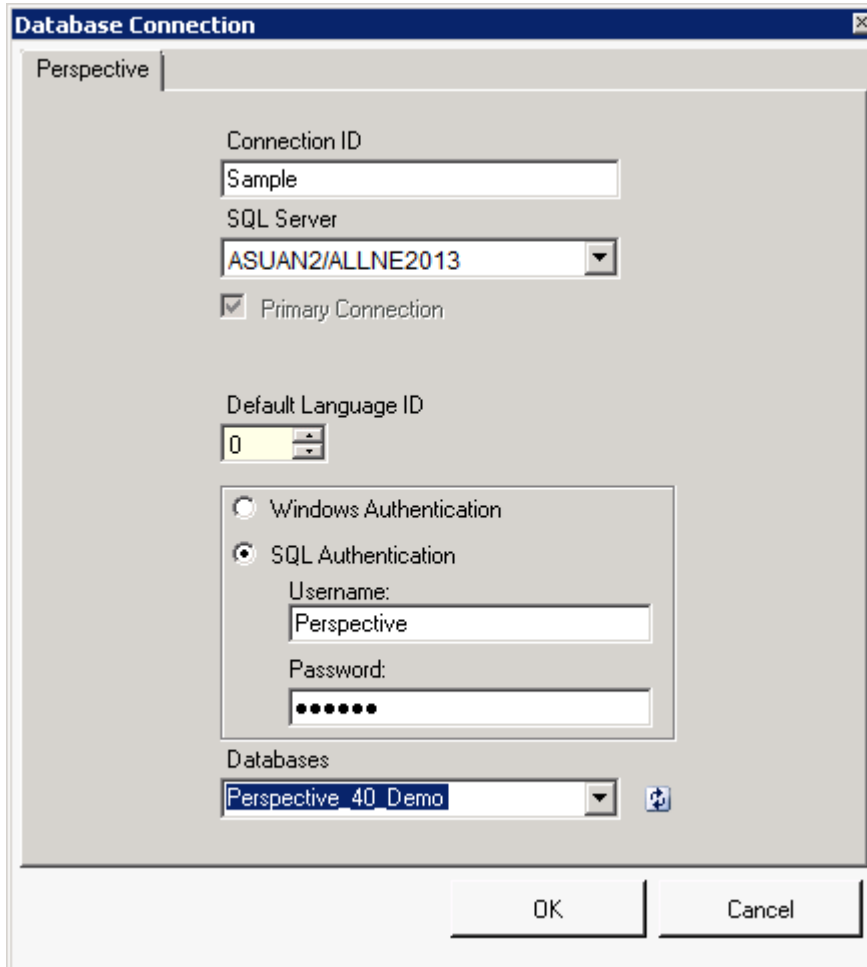 Database Connection
Perspective
Connection ID
Sample
SQL Server
ASUAN2/ALLNE2013
Primary Connection
Default Language ID
0
Windows Authentication
SQL Authentication
Username:
Perspective
Password:
●●●●●●
Databases
Perspective_40_Demo
OK Cancel